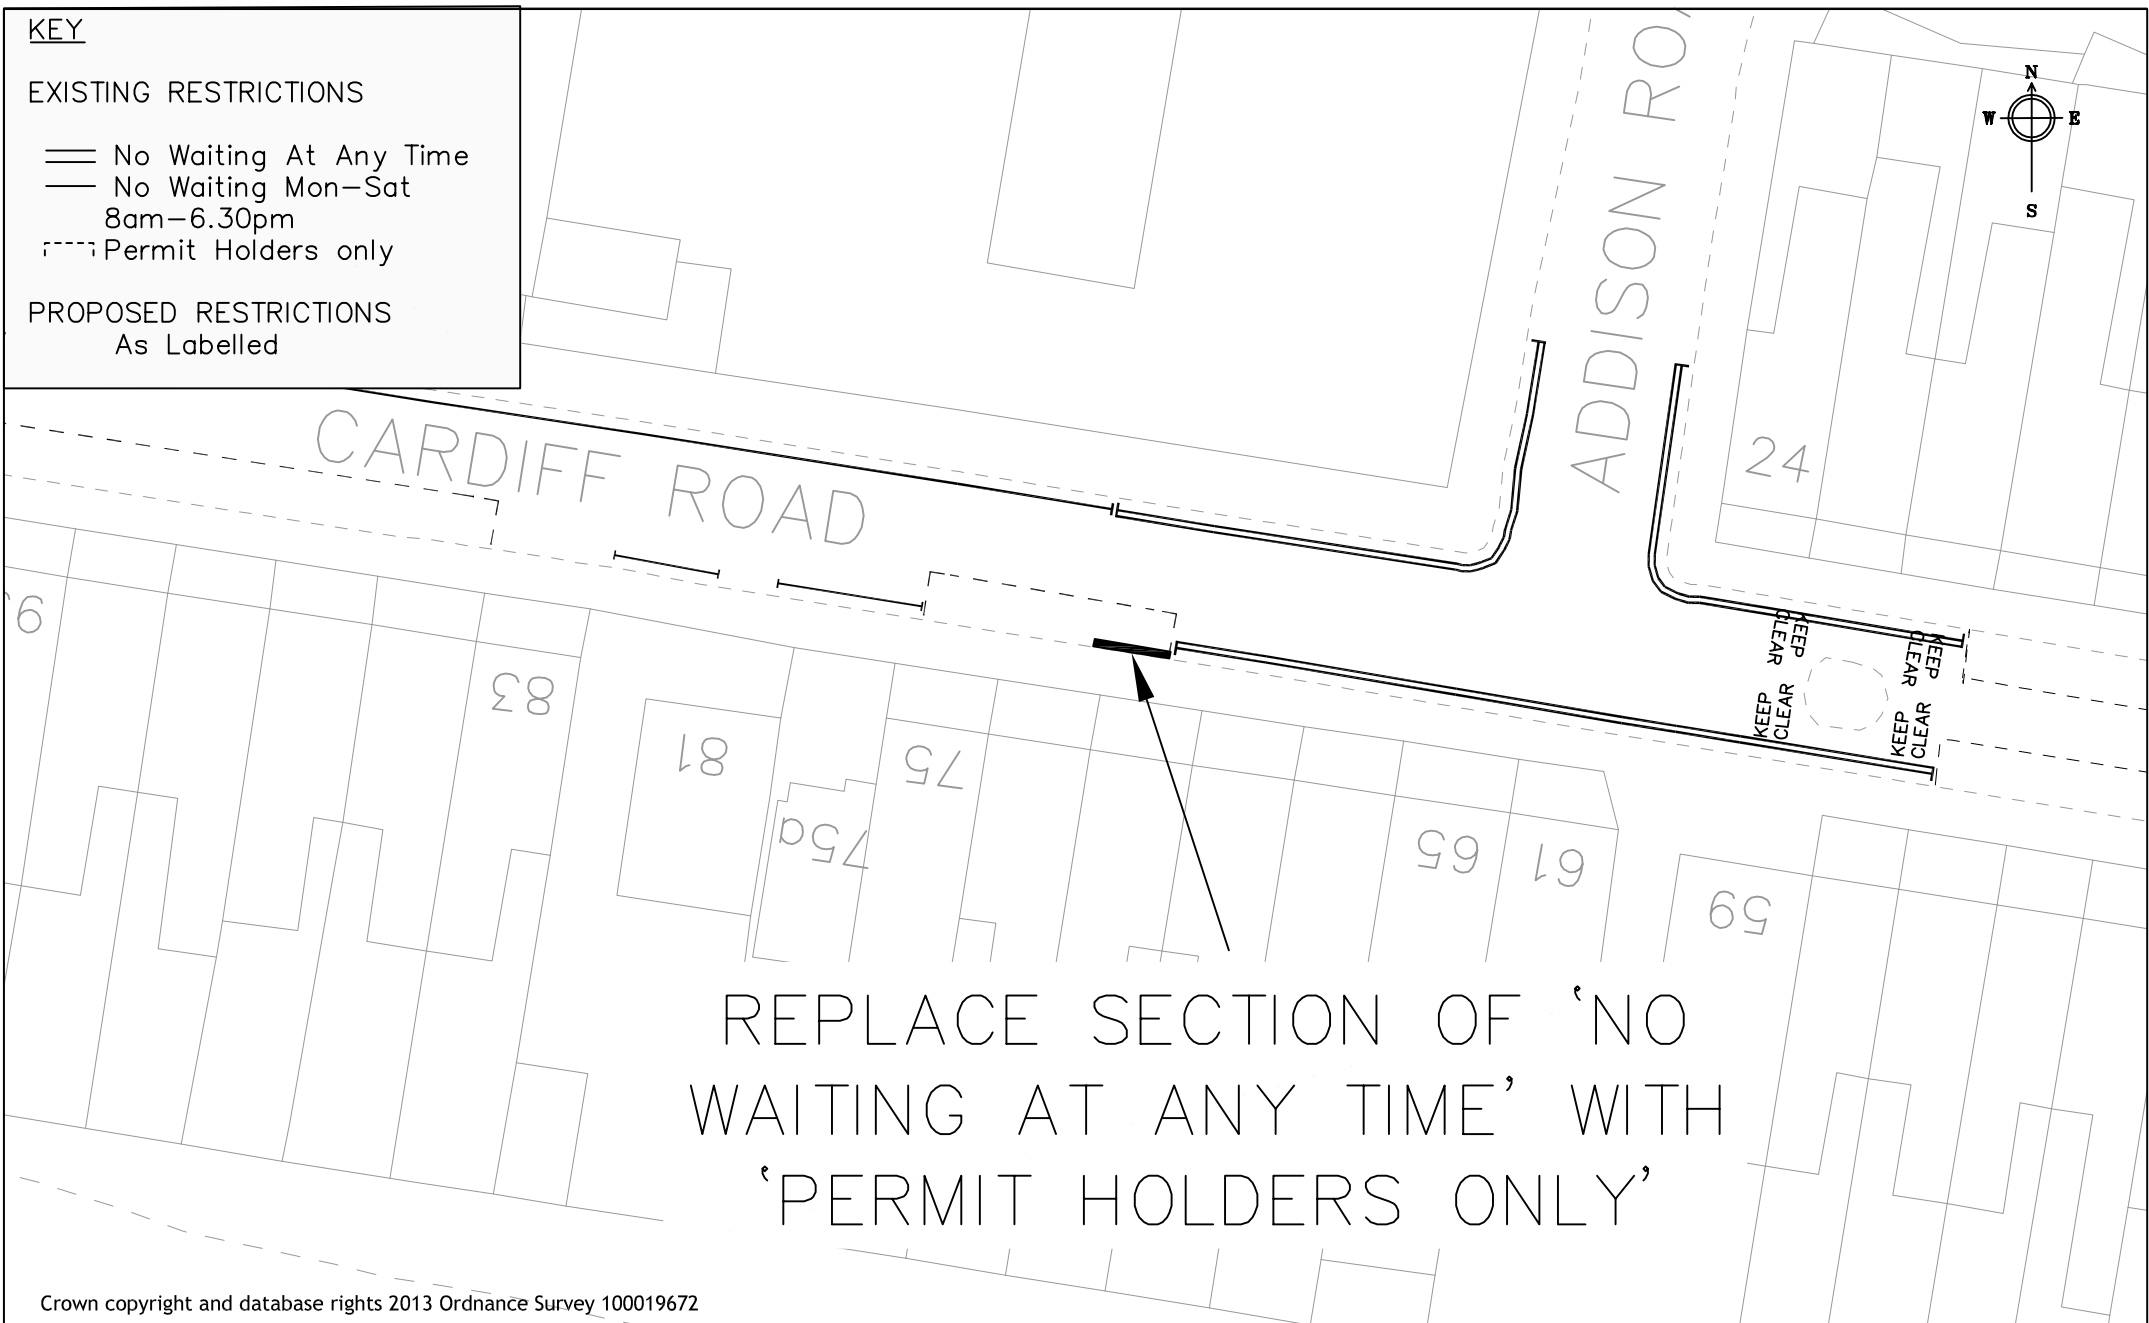 KEY
EXISTING RESTRICTIONS
No Waiting At Any Time
No Waiting Mon-Sat
8am-6.30pm
Permit Holders only
PROPOSED RESTRICTIONS
As Labelled
N
W E
S
ADDISON
CARDIFF ROAD
24
KEEP
CLEAR
KEEP
CLEAR
KEEP
CLEAR
KEEP
CLEAR
83
81
75
75a
65
61
59
REPLACE SECTION OF 'NO
WAITING AT ANY TIME' WITH
'PERMIT HOLDERS ONLY'
Crown copyright and database rights 2013 Ordnance Survey 100019672